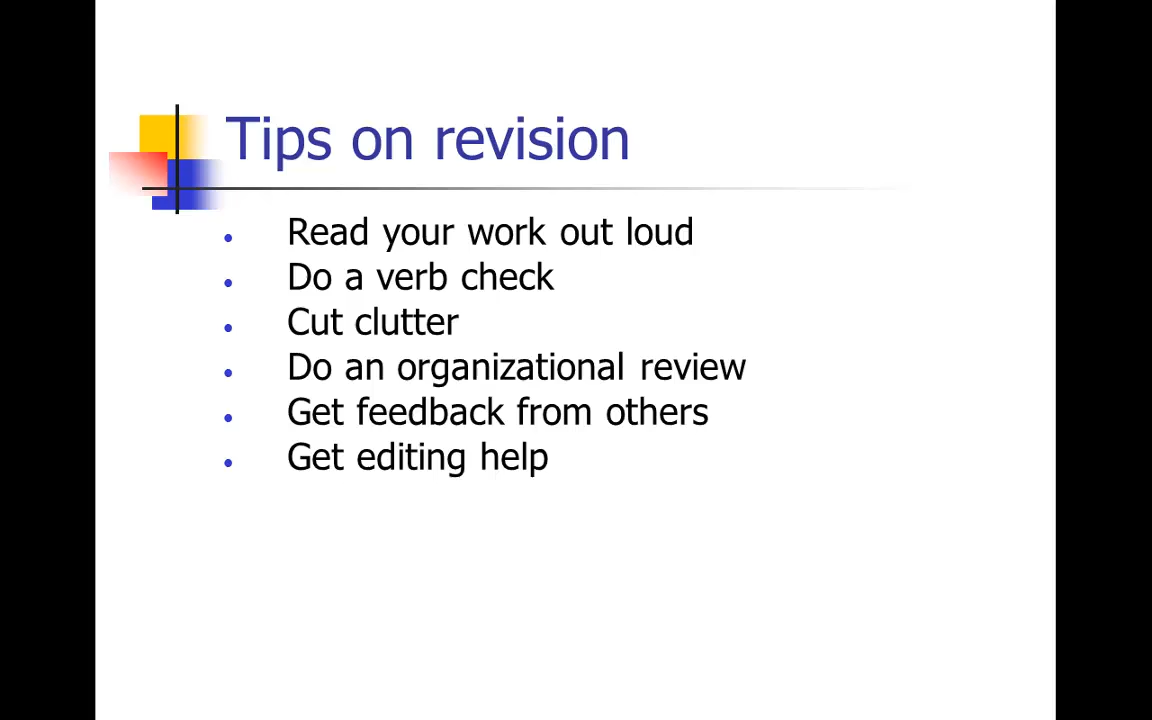 Tips on revision
• Read your work out loud
• Do a verb check
• Cut clutter
• Do an organizational review
• Get feedback from others
• Get editing help